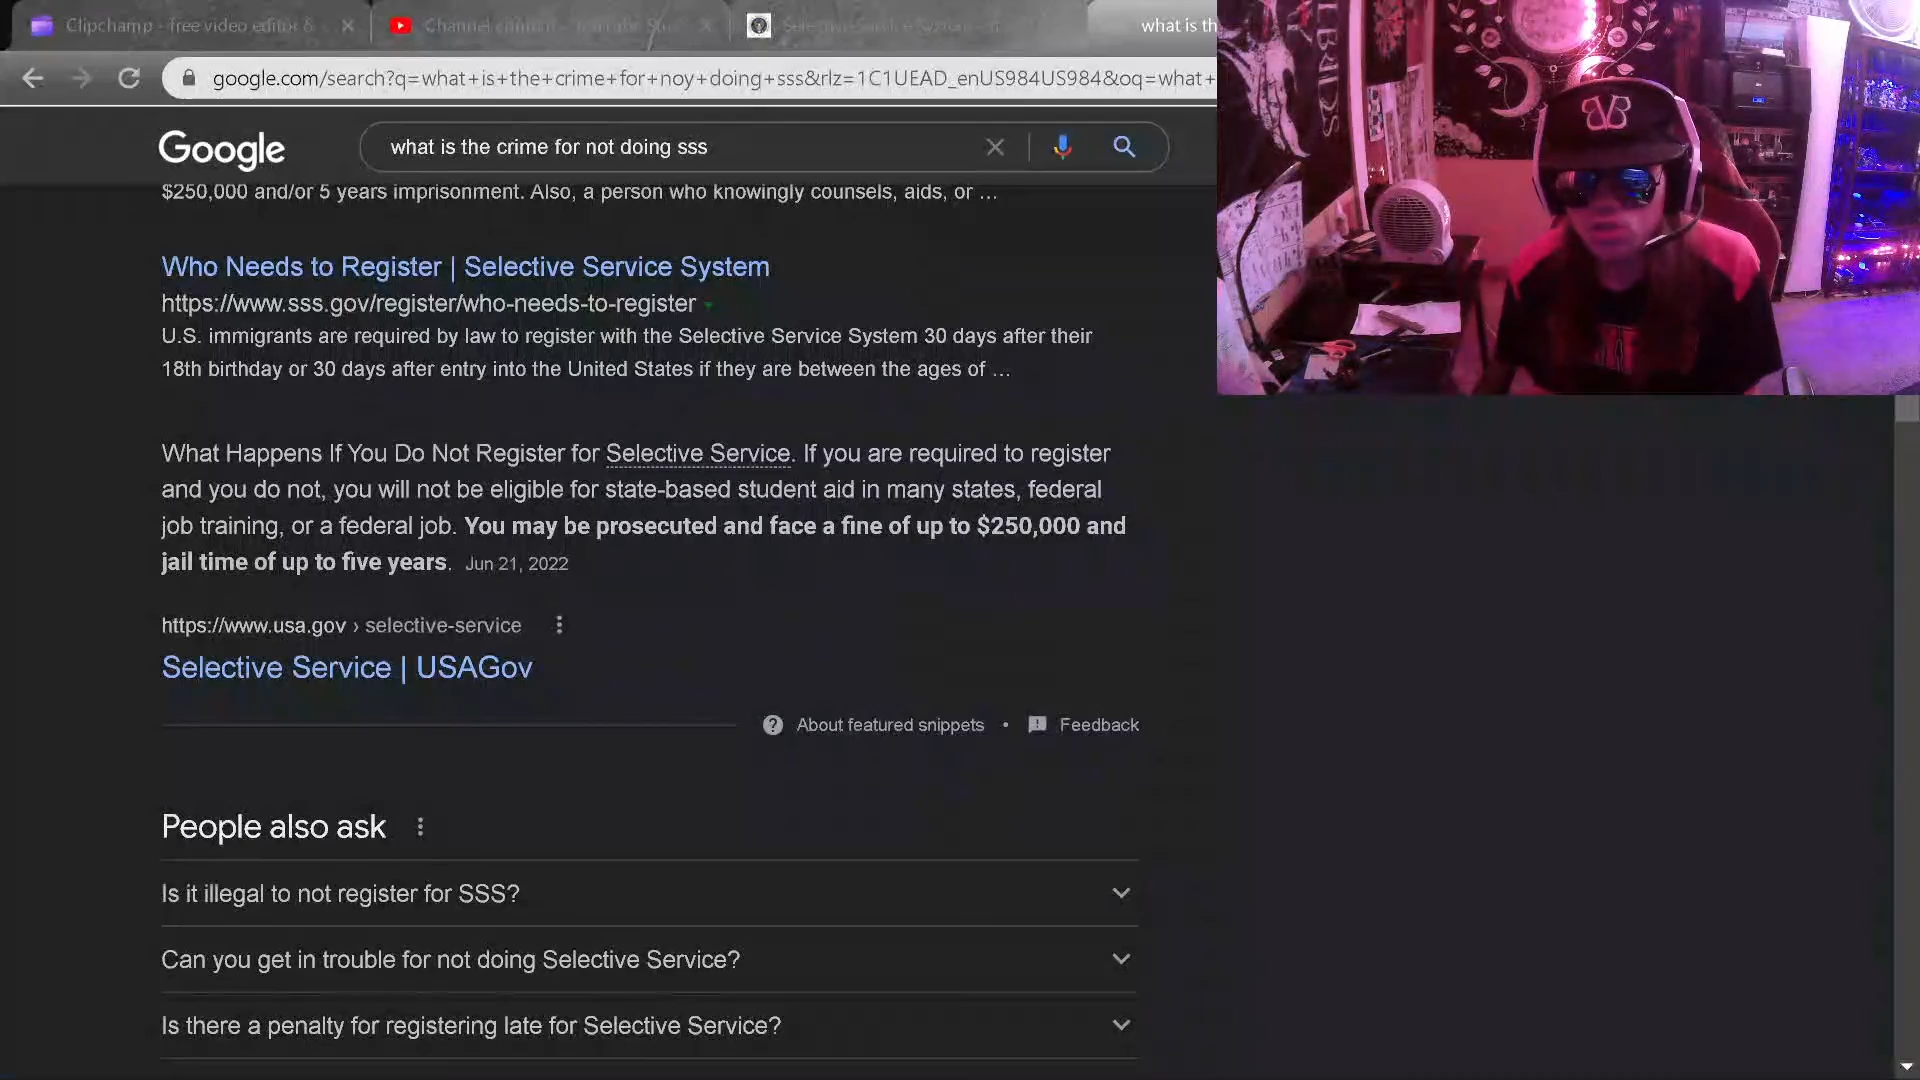 Clipchamp - free video editor &
Channel content - YouTube Stu
Selective Service System
what is th
google.com/search?q=what+is+the+crime+for+noy+doing+sss&rlz=1C1UEAD_enUS984US984&oq=what+
Google
what is the crime for not doing sss
$250,000 and/or 5 years imprisonment. Also, a person who knowingly counsels, aids, or ...
Who Needs to Register | Selective Service System
https://www.sss.gov/register/who-needs-to-register
U.S. immigrants are required by law to register with the Selective Service System 30 days after their
18th birthday or 30 days after entry into the United States if they are between the ages of ...
What Happens If You Do Not Register for Selective Service. If you are required to register
and you do not, you will not be eligible for state-based student aid in many states, federal
job training, or a federal job. You may be prosecuted and face a fine of up to $250,000 and
jail time of up to five years. Jun 21, 2022
https://www.usa.gov › selective-service
Selective Service | USAGov
About featured snippets • Feedback
People also ask
Is it illegal to not register for SSS?
Can you get in trouble for not doing Selective Service?
Is there a penalty for registering late for Selective Service?
BRIDES